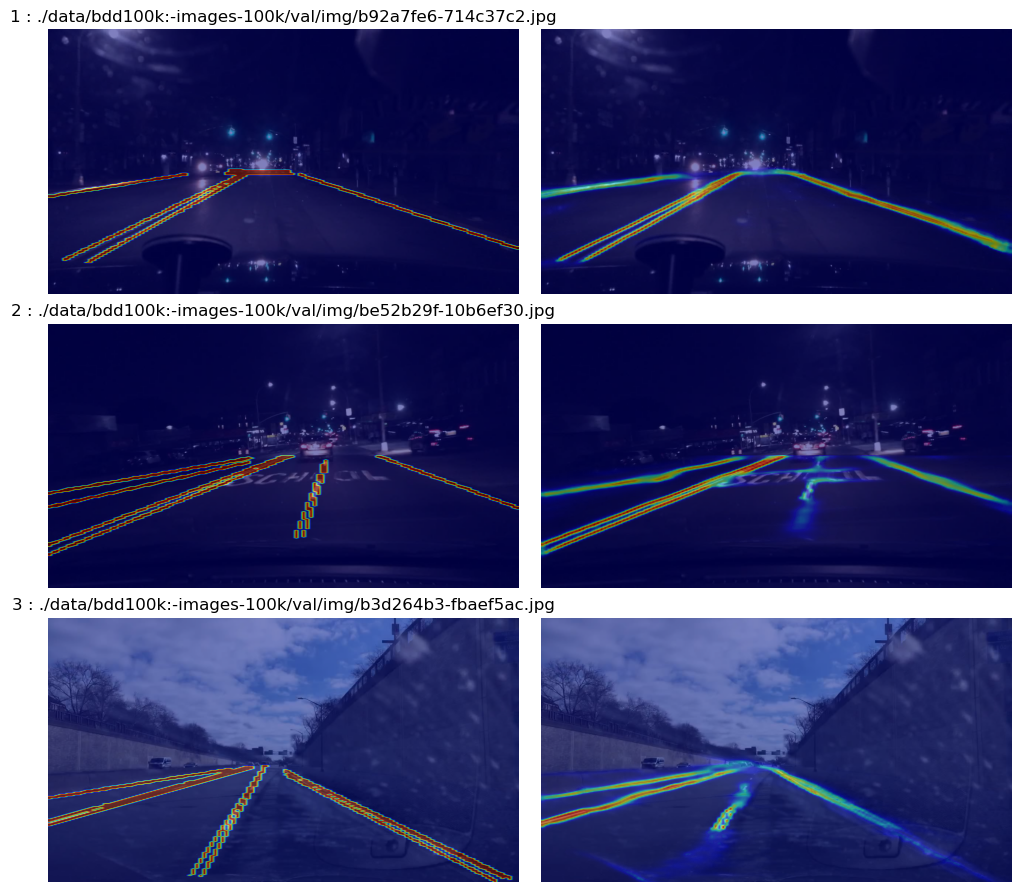 1 : ./data/bdd100k:-images-100k/val/img/b92a7fe6-714c37c2.jpg
2 : ./data/bdd100k:-images-100k/val/img/be52b29f-10b6ef30.jpg
SCHOOL
3 : ./data/bdd100k:-images-100k/val/img/b3d264b3-fbaef5ac.jpg